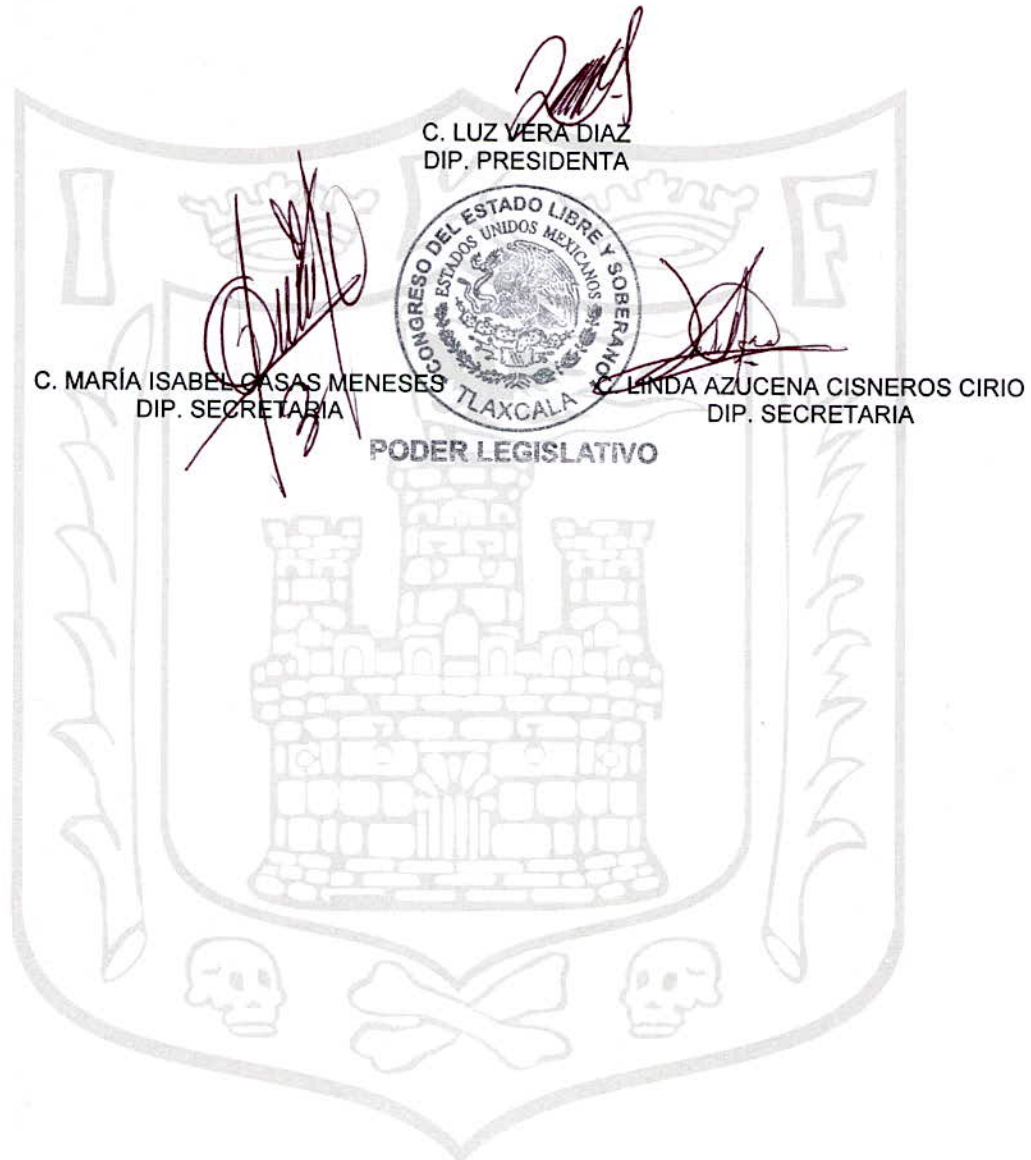 C. LUZ VERA DIAZ
DIP. PRESIDENTA
I F
CONGRESO DEL ESTADO LIBRE Y SOBERANO
ESTADOS UNIDOS MEXICANOS
TLAXCALA
C. MARÍA ISABEL CASAS MENESES
DIP. SECRETARIA
C. LINDA AZUCENA CISNEROS CIRIO
DIP. SECRETARIA
PODER LEGISLATIVO